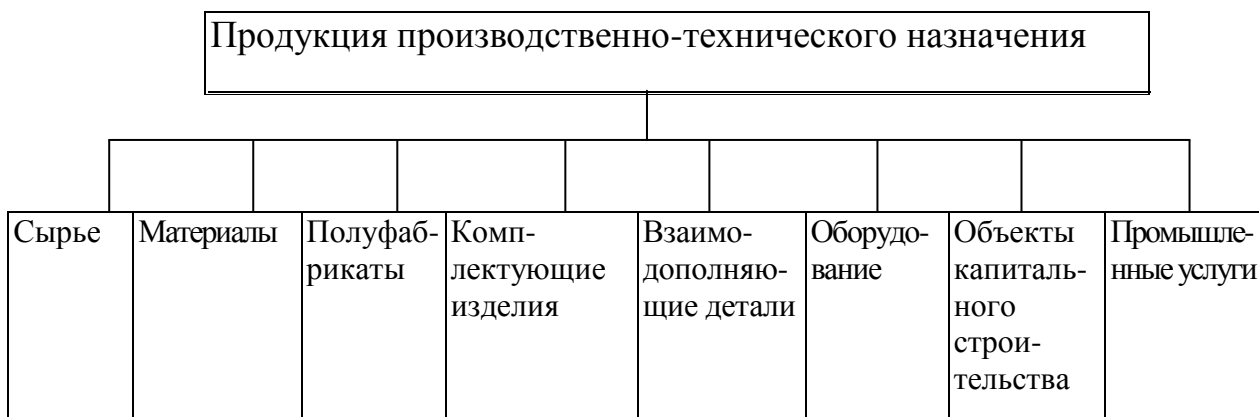 Продукция производственно-технического назначения
Сырье
Материалы
Полуфаб-
рикаты
Комп-
лектующие
изделия
Взаимо-
дополняю-
щие детали
Оборудо-
вание
Объекты
капиталь-
ного
строи-
тельства
Промышле-
нные услуги